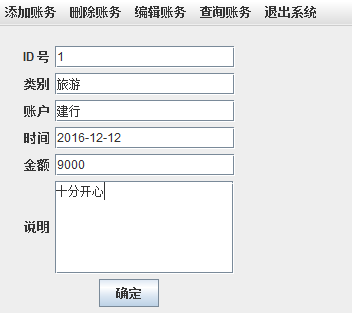 添加账务 删除账务 编辑账务 查询账务 退出系统
ID号 1
类别 旅游
账户 建行
时间 2016-12-12
金额 9000
说明 十分开心
确定